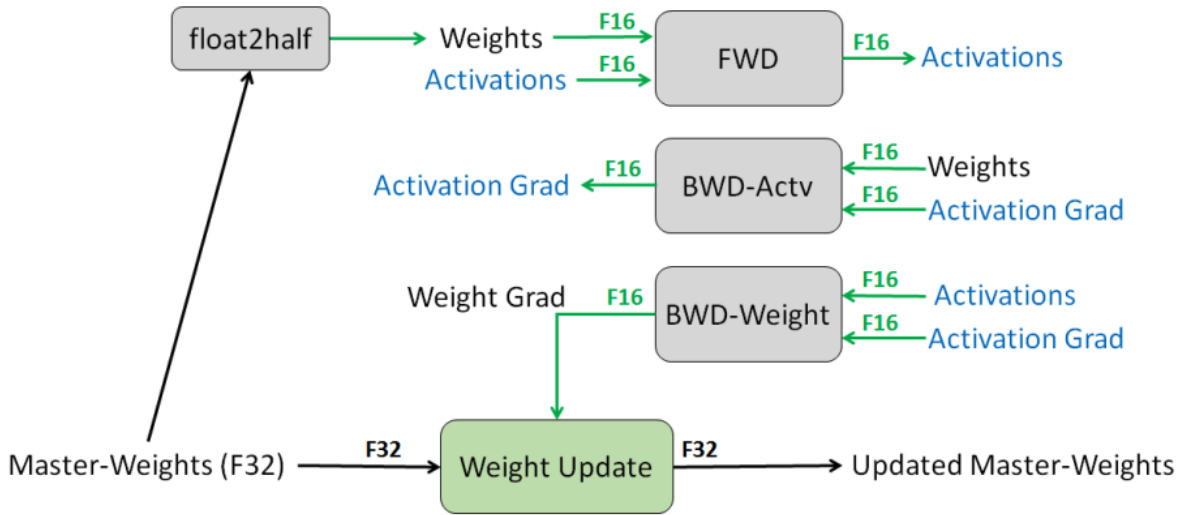 float2half
Weights
F16
FWD
F16
Activations
Activations
F16
Activation Grad
F16
BWD-Actv
F16
Weights
F16
Activation Grad
Weight Grad
F16
BWD-Weight
F16
Activations
F16
Activation Grad
Master-Weights (F32)
F32
Weight Update
F32
Updated Master-Weights